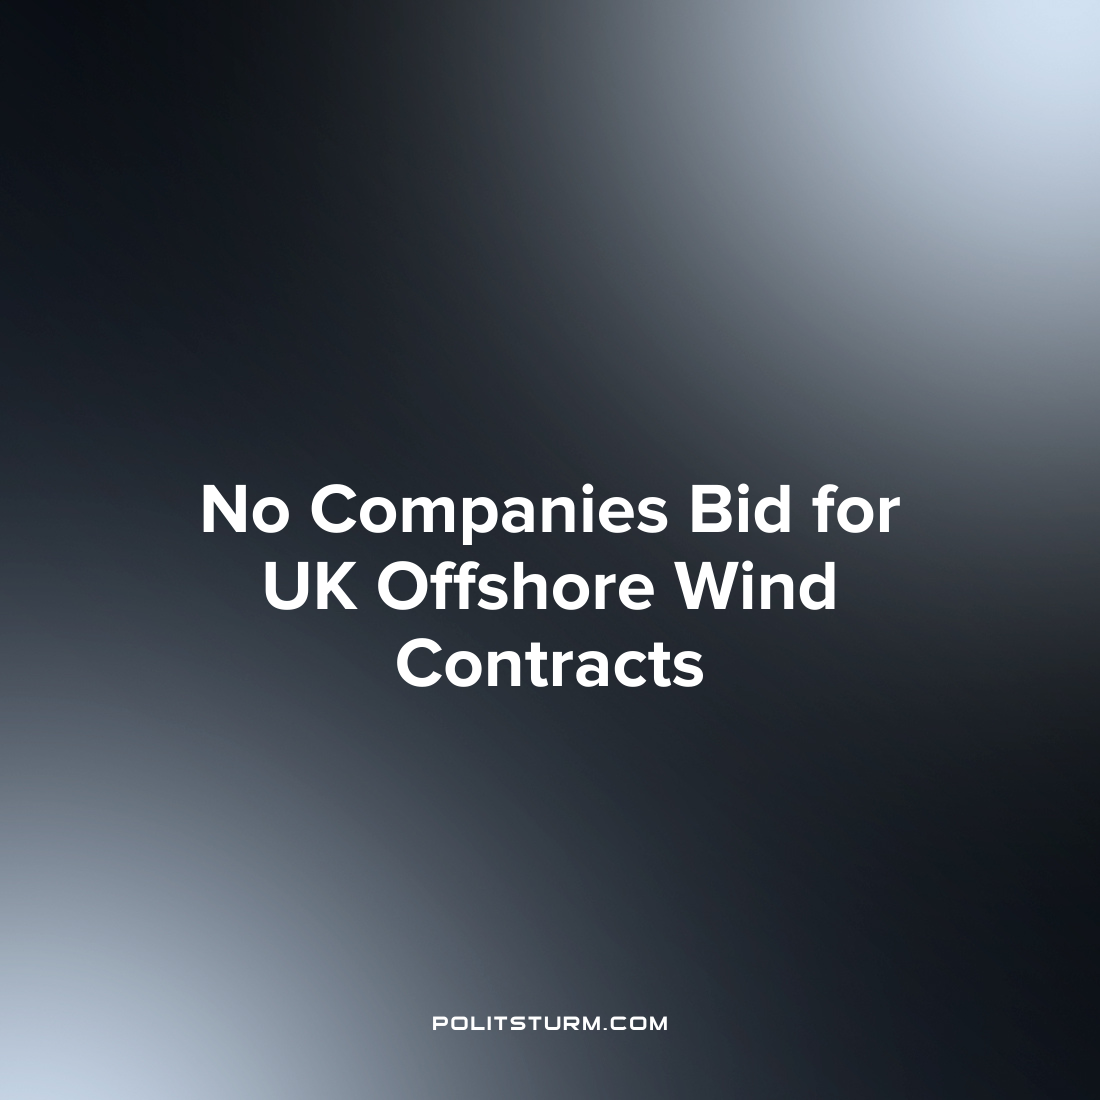 No Companies Bid for
UK Offshore Wind
Contracts
POLITSTURM.COM